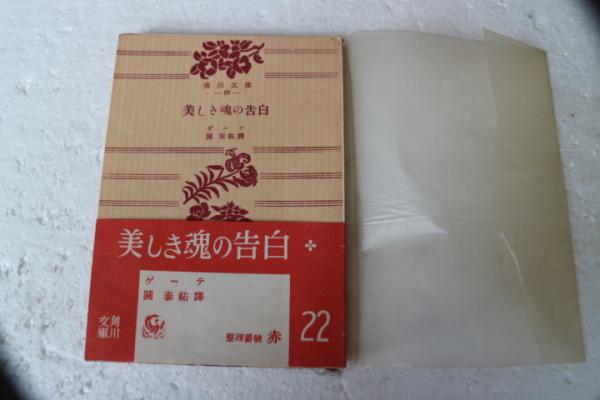 角川文庫
美しき魂の告白
ゲーテ
関泰祐譯
美しき魂の告白
ゲーテ
関泰祐譯
角川文庫
整理番號 赤
22